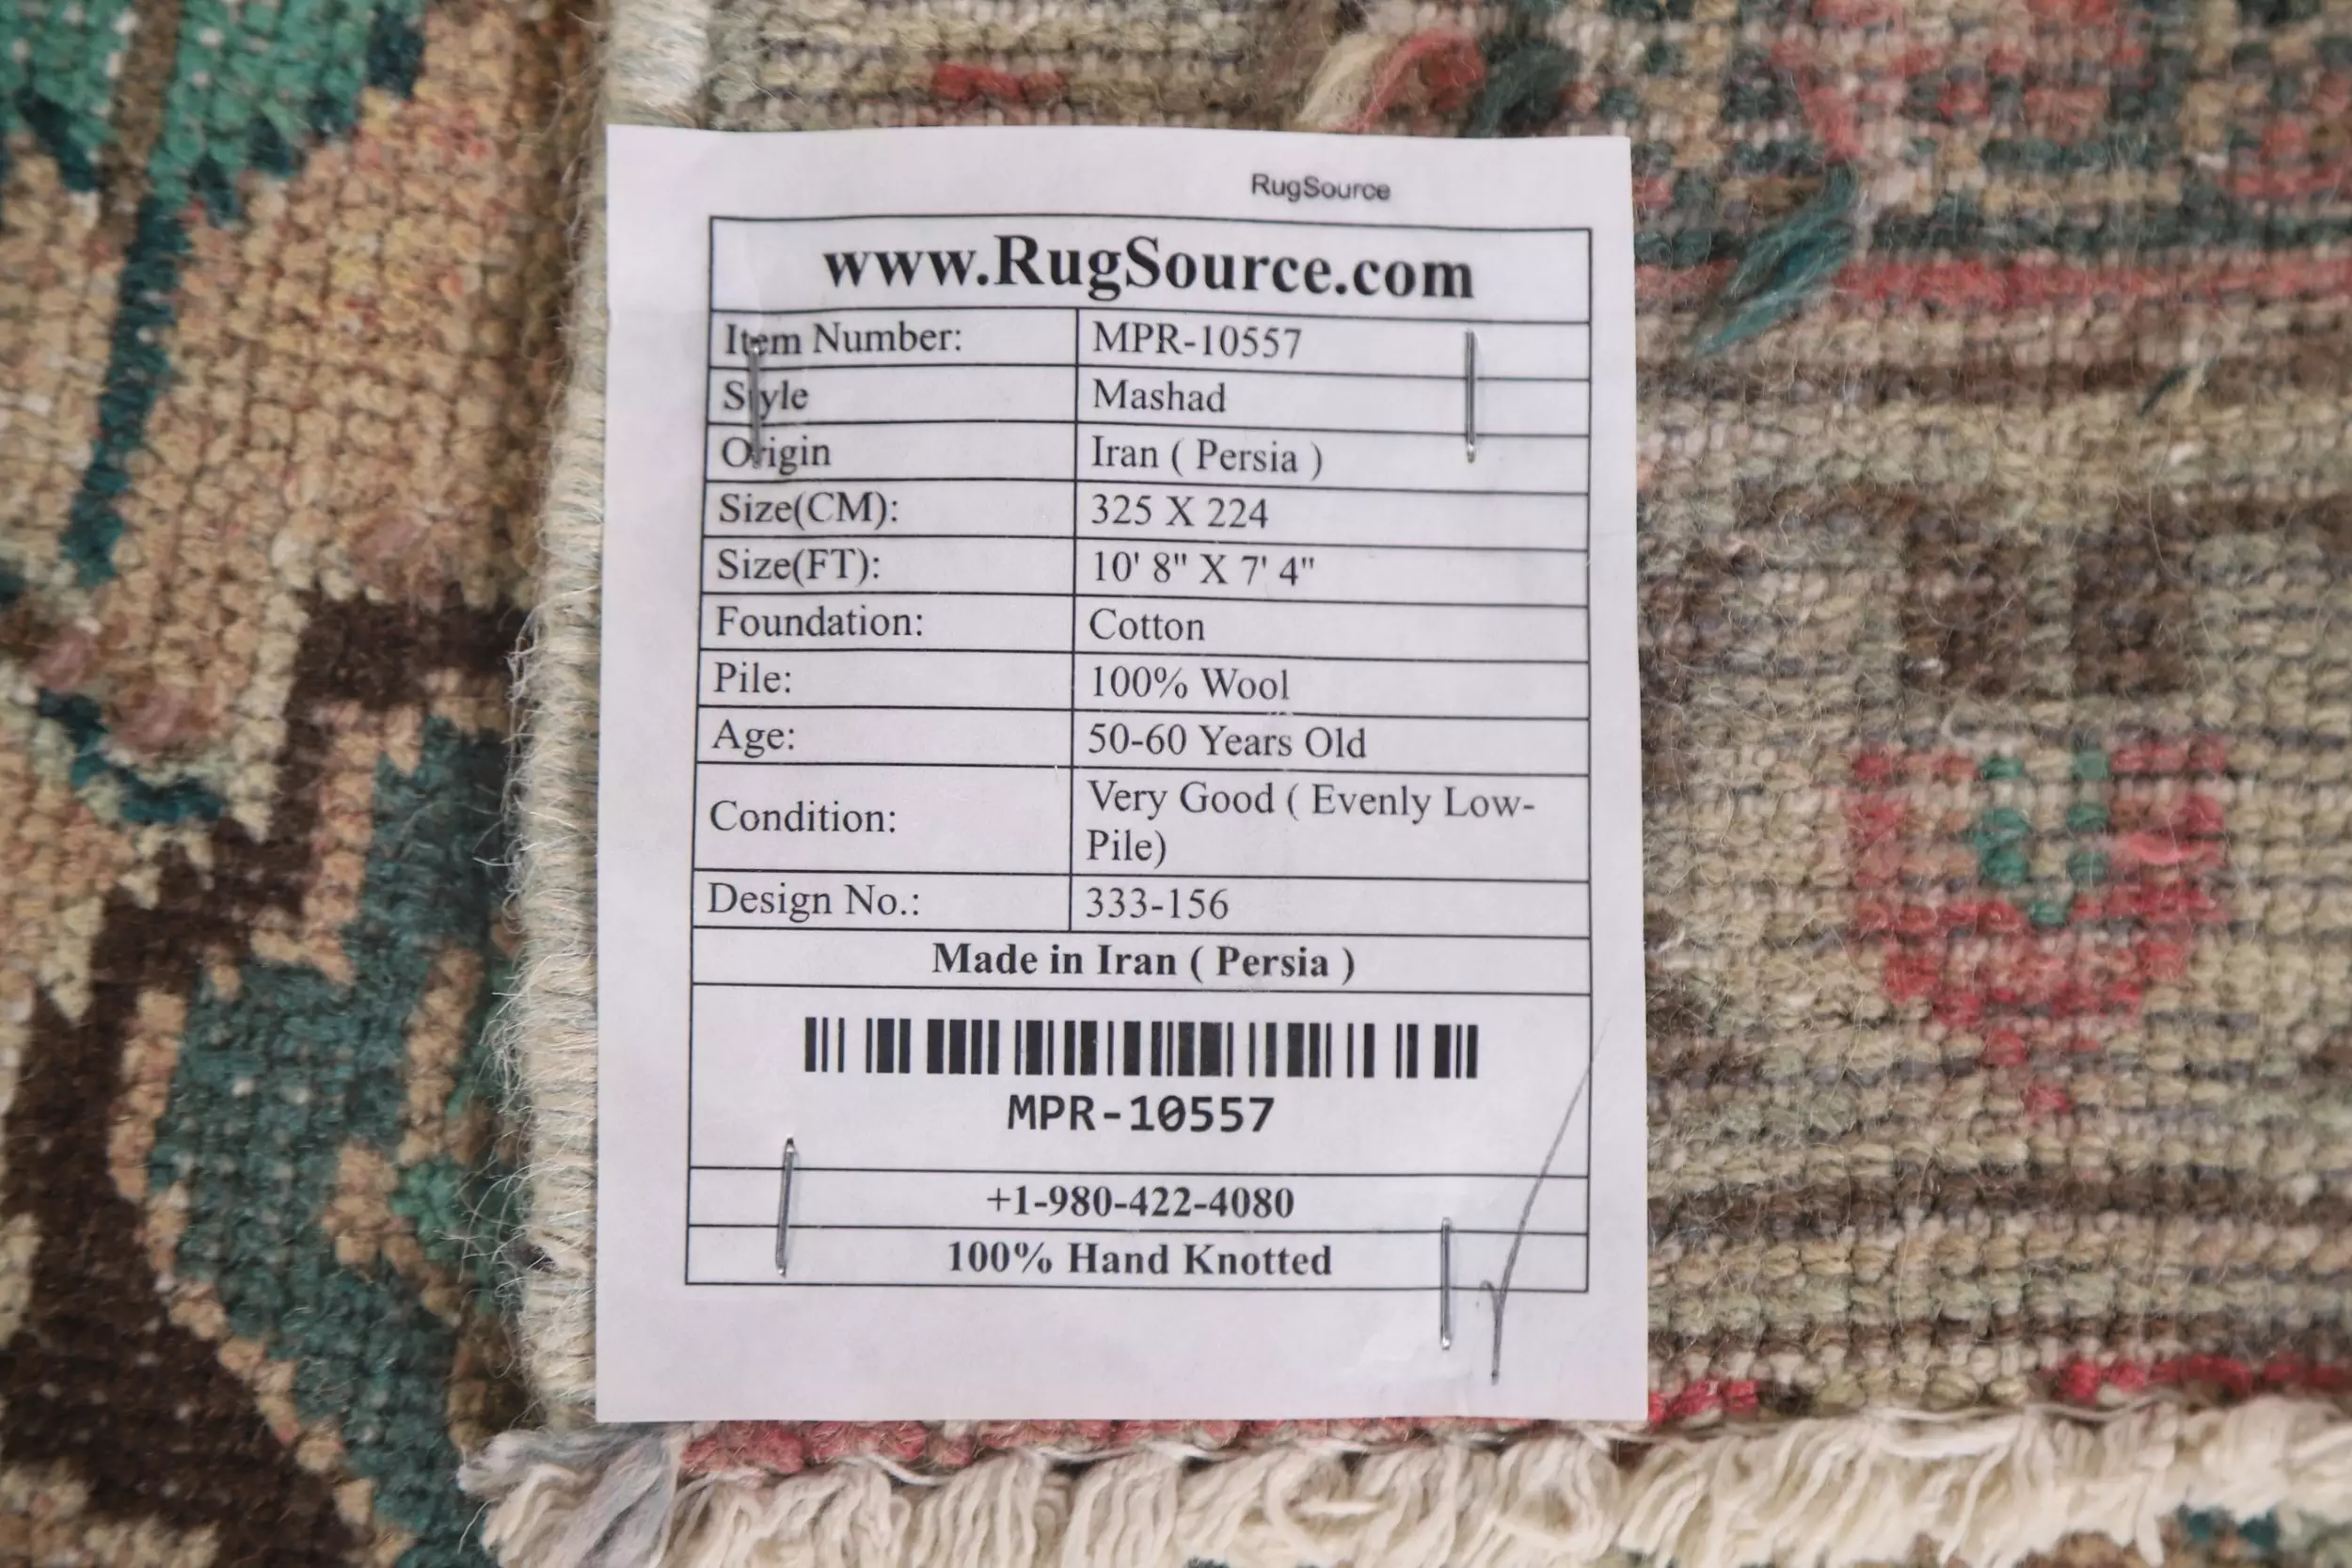 RugSource
www.RugSource.com
Item Number: MPR-10557
Style Mashad
Origin Iran ( Persia )
Size(CM): 325 X 224
Size(FT): 10' 8" X 7' 4"
Foundation: Cotton
Pile: 100% Wool
Age: 50-60 Years Old
Condition: Very Good ( Evenly Low-
Pile)
Design No.: 333-156
Made in Iran ( Persia )
MPR-10557
+1-980-422-4080
100% Hand Knotted